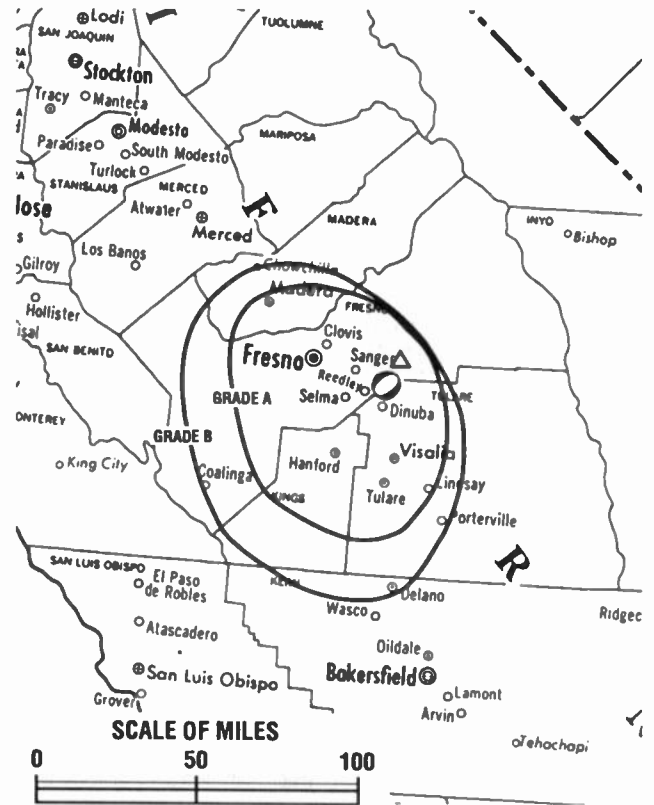 Lodi
TUOLUMNE
SAN JOAQUIN
Stockton
Tracy
Manteca
Modesto
MARIPOSA
Paradise
South Modesto
Turlock
STANISLAUS
MERCED
Atwater
F
Merced
MADERA
INYO
Bishop
Los Banos
Gilroy
Chowchilla
Madera
FRESNO
Hollister
SAN BENITO
Clovis
Fresno
Sanger
Reedley
Selma
Dinuba
TULARE
GRADE A
GRADE B
King City
Coalinga
Hanford
Visalia
KINGS
Tulare
Lindsay
Porterville
R
SAN LUIS OBISPO
El Paso
de Robles
KERN
Delano
Wasco
Ridgec
Atascadero
Oildale
San Luis Obispo
Bakersfield
Grover
Lamont
Arvin
Tehachapi
SCALE OF MILES
0 50 100